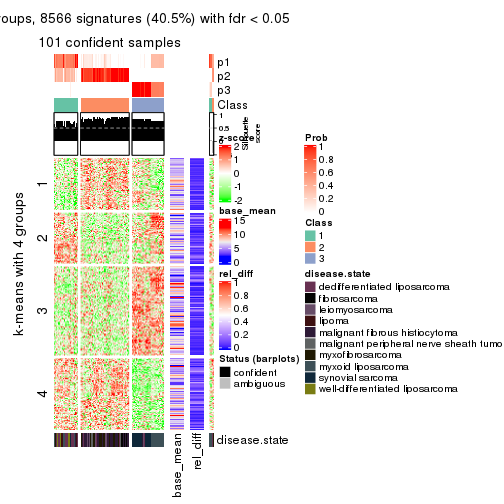 roups, 8566 signatures (40.5%) with fdr < 0.05
101 confident samples
p1
p2
p3
Class
1
0.5
0
Silhouette
score
k-means with 4 groups
1
2
3
4
z-score
2
1
0
-1
-2
base_mean
15
10
5
0
rel_diff
1
0.8
0.6
0.4
0.2
0
Status (barplots)
confident
ambiguous
Prob
1
0.8
0.6
0.4
0.2
0
Class
1
2
3
disease.state
dedifferentiated liposarcoma
fibrosarcoma
leiomyosarcoma
lipoma
malignant fibrous histiocytoma
malignant peripheral nerve sheath tumo
myxofibrosarcoma
myxoid liposarcoma
synovial sarcoma
well-differentiated liposarcoma
disease.state
base_mean
rel_diff